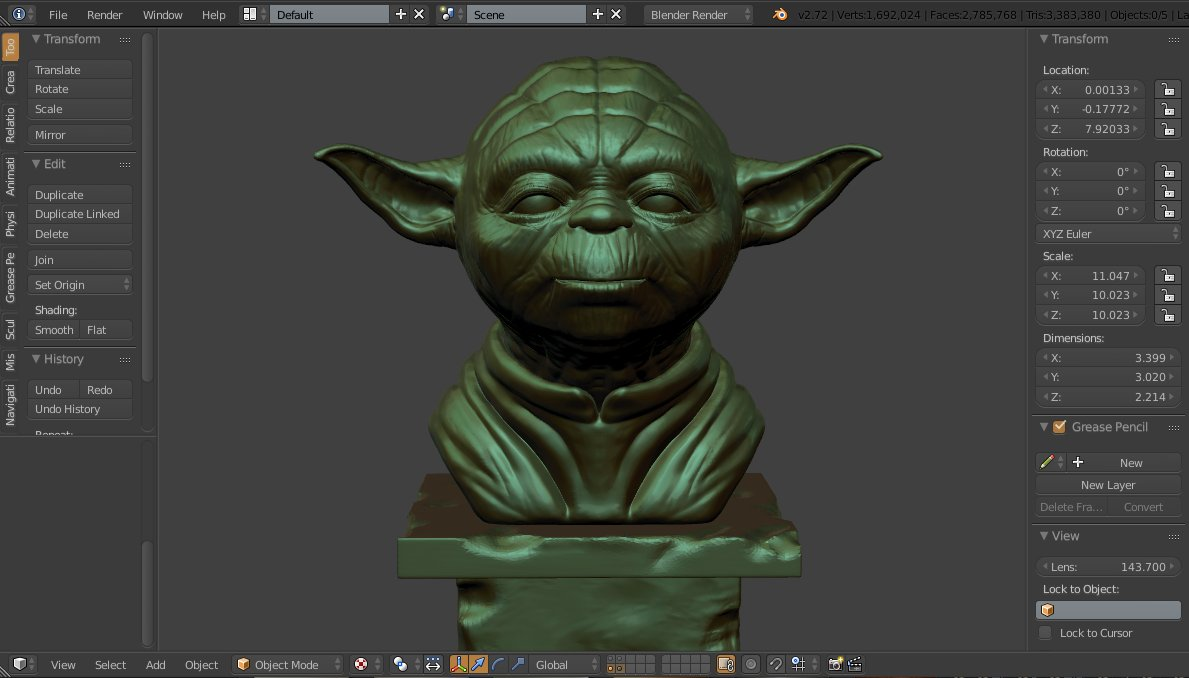 File Render Window Help Default Scene Blender Render v2.72 | Verts:1,692,024 | Faces:2,785,768 | Tris:3,383,380 | Objects:0/5 | La
Too
Crea
Relatio
Animati
Physi
Grease Pe
Scul
Mis
Navigati
Transform
Translate
Rotate
Scale
Mirror
Edit
Duplicate
Duplicate Linked
Delete
Join
Set Origin
Shading:
Smooth Flat
History
Undo Redo
Undo History
Repeat:
Transform
Location:
X: 0.00133
Y: -0.17772
Z: 7.92033
Rotation:
X: 0°
Y: 0°
Z: 0°
XYZ Euler
Scale:
X: 11.047
Y: 10.023
Z: 10.023
Dimensions:
X: 3.399
Y: 3.020
Z: 2.214
Grease Pencil
New
New Layer
Delete Fra... Convert
View
Lens: 143.700
Lock to Object:
Lock to Cursor
View Select Add Object Object Mode Global